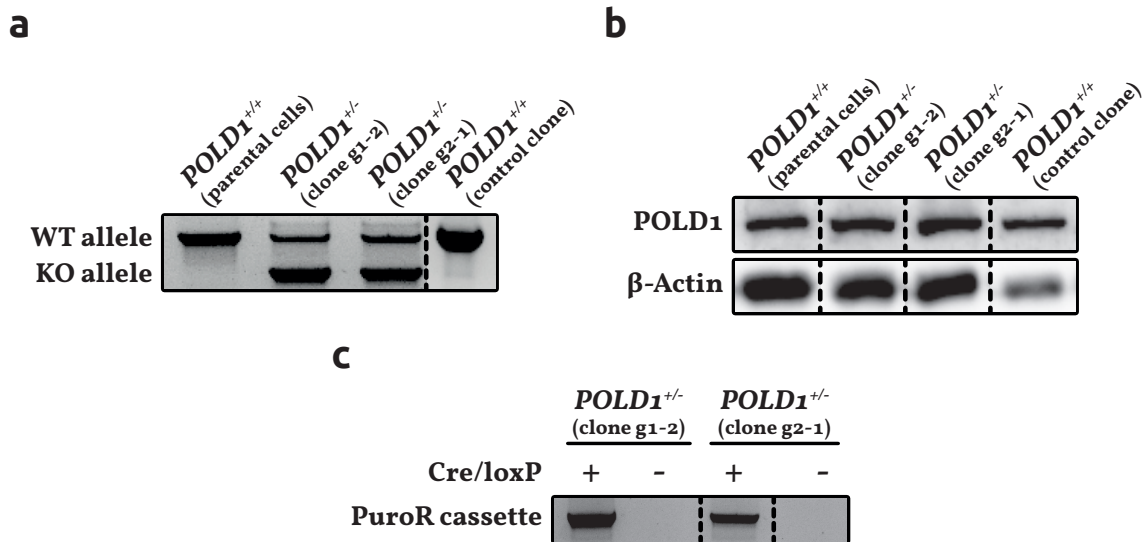 a
POLD1+/+
(parental cells)
POLD1+/-
(clone g1-2)
POLD1+/-
(clone g2-1)
POLD1+/+
(control clone)
WT allele
KO allele
b
POLD1+/+
(parental cells)
POLD1+/-
(clone g1-2)
POLD1+/-
(clone g2-1)
POLD1+/+
(control clone)
POLD1
β-Actin
c
POLD1+/- POLD1+/-
(clone g1-2) (clone g2-1)
Cre/loxP + - + -
PuroR cassette